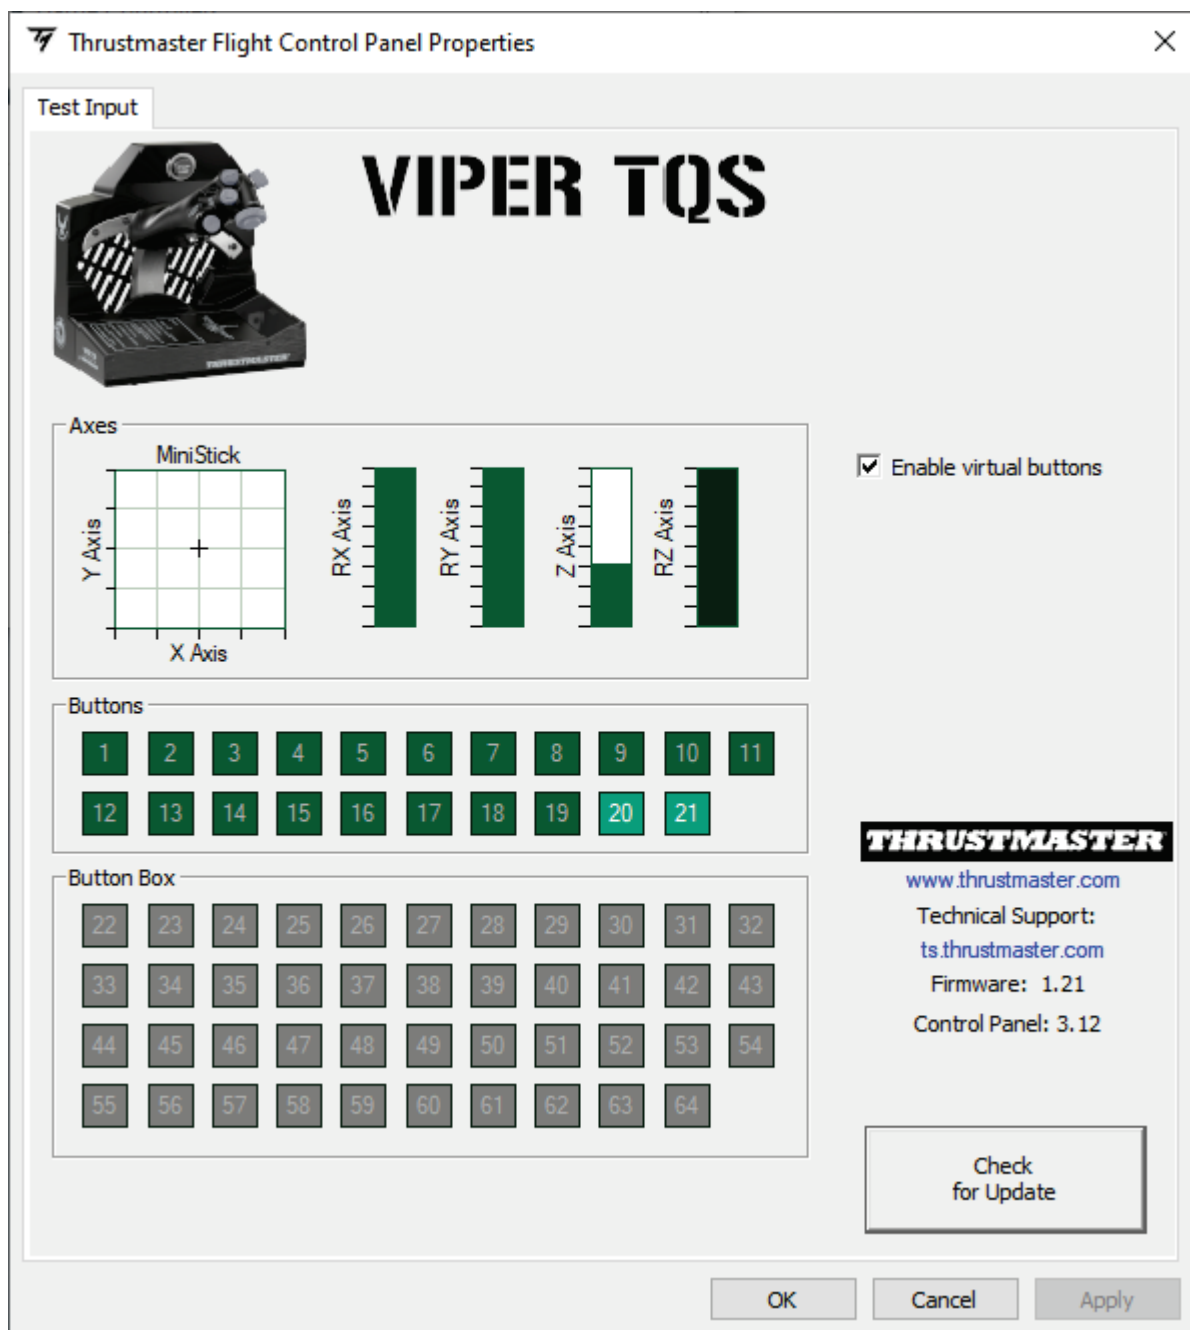 Thrustmaster Flight Control Panel Properties
Test Input
VIPER TQS
THRUSTMASTER
Axes
MiniStick
Y Axis
X Axis
RX Axis
RY Axis
Z Axis
RZ Axis
Enable virtual buttons
Buttons
1 2 3 4 5 6 7 8 9 10 11
12 13 14 15 16 17 18 19 20 21
Button Box
22 23 24 25 26 27 28 29 30 31 32
33 34 35 36 37 38 39 40 41 42 43
44 45 46 47 48 49 50 51 52 53 54
55 56 57 58 59 60 61 62 63 64
THRUSTMASTER
www.thrustmaster.com
Technical Support:
ts.thrustmaster.com
Firmware: 1.21
Control Panel: 3.12
Check
for Update
OK Cancel Apply